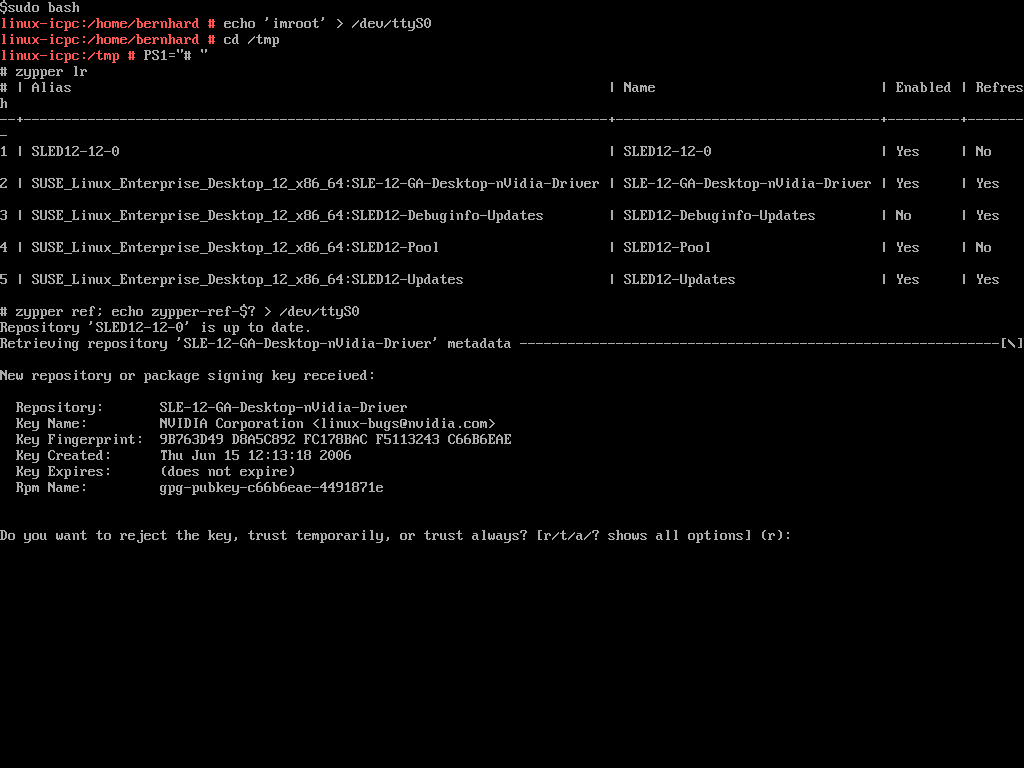 $sudo bash
linux-icpc:/home/bernhard # echo 'imroot' > /dev/ttyS0
linux-icpc:/home/bernhard # cd /tmp
linux-icpc:/tmp # PS1="# "
# zypper lr
# | Alias | Name | Enabled | Refres
h
--+--------------------------------------------------------------------------+---------------------------------+---------+-------
-
1 | SLED12-12-0 | SLED12-12-0 | Yes | No
2 | SUSE_Linux_Enterprise_Desktop_12_x86_64:SLE-12-GA-Desktop-nVidia-Driver | SLE-12-GA-Desktop-nVidia-Driver | Yes | Yes
3 | SUSE_Linux_Enterprise_Desktop_12_x86_64:SLED12-Debuginfo-Updates | SLED12-Debuginfo-Updates | No | Yes
4 | SUSE_Linux_Enterprise_Desktop_12_x86_64:SLED12-Pool | SLED12-Pool | Yes | No
5 | SUSE_Linux_Enterprise_Desktop_12_x86_64:SLED12-Updates | SLED12-Updates | Yes | Yes
# zypper ref; echo zypper-ref-$? > /dev/ttyS0
Repository 'SLED12-12-0' is up to date.
Retrieving repository 'SLE-12-GA-Desktop-nVidia-Driver' metadata ------------------------------------------------------------[\]
New repository or package signing key received:
Repository: SLE-12-GA-Desktop-nVidia-Driver
Key Name: NVIDIA Corporation <linux-bugs@nvidia.com>
Key Fingerprint: 9B763D49 D8A5C892 FC178BAC F5113243 C66B6EAE
Key Created: Thu Jun 15 12:13:18 2006
Key Expires: (does not expire)
Rpm Name: gpg-pubkey-c66b6eae-4491871e
Do you want to reject the key, trust temporarily, or trust always? [r/t/a/? shows all options] (r):